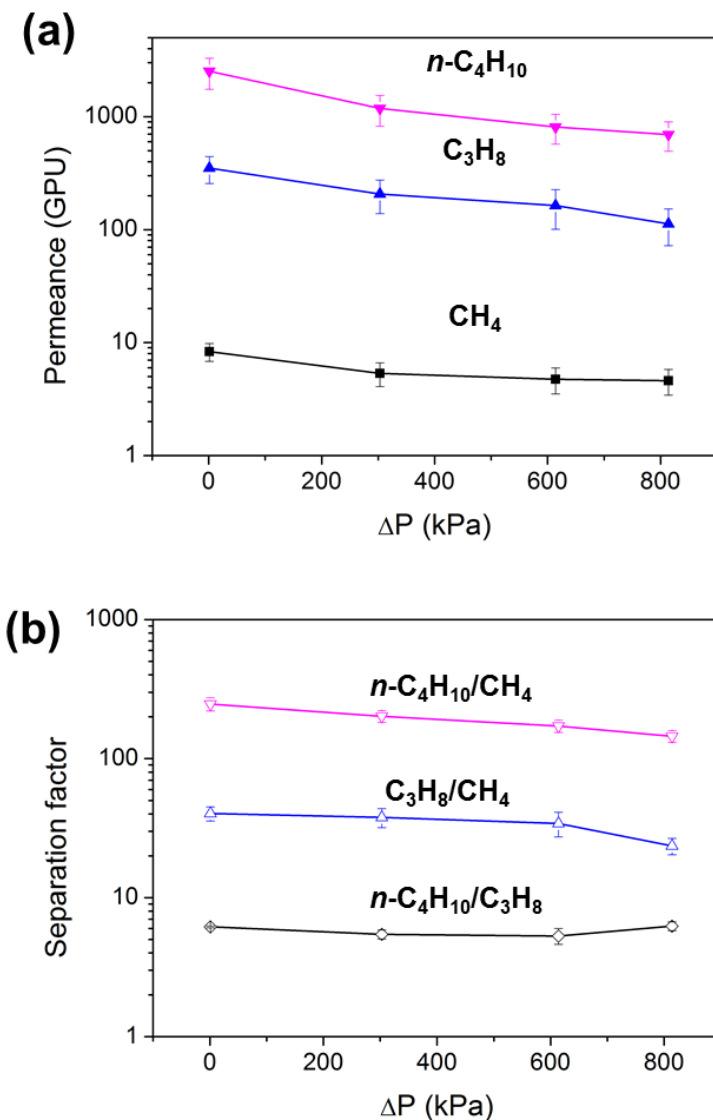 (a)
n-C₄H₁₀
C₃H₈
CH₄
Permeance (GPU)
1000
100
10
1
0 200 400 600 800
ΔP (kPa)
(b)
n-C₄H₁₀/CH₄
C₃H₈/CH₄
n-C₄H₁₀/C₃H₈
Separation factor
1000
100
10
1
0 200 400 600 800
ΔP (kPa)